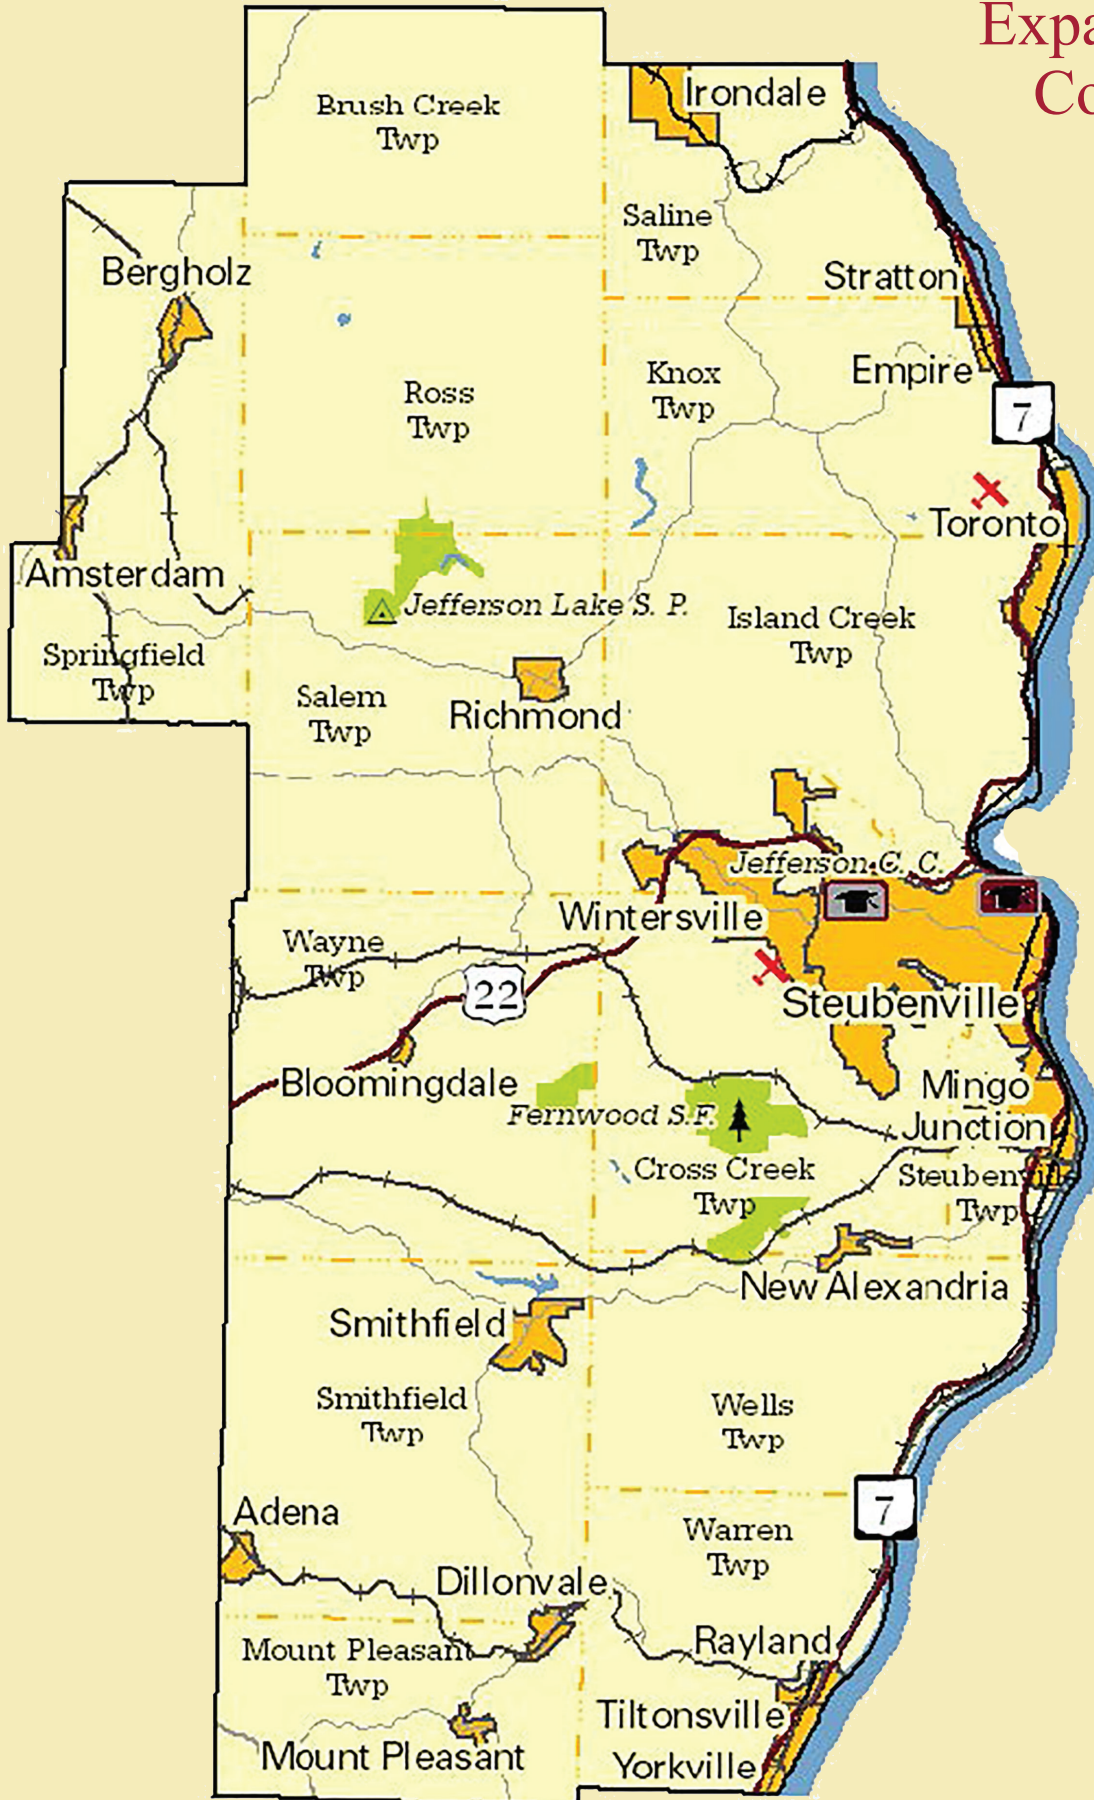 Expa
Co
Irondale
Brush Creek
Twp
Saline
Twp
Bergholz
Stratton
Empire
Knox
Twp
Ross
Twp
7
Toronto
Amsterdam
Jefferson Lake S. P.
Island Creek
Twp
Springfield
Twp
Salem
Twp
Richmond
Jefferson C. C.
Wintersville
Wayne
Twp
22
Steubenville
Bloomingdale
Mingo
Junction
Fernwood S.F.
Cross Creek
Twp
Steubenville
Twp
New Alexandria
Smithfield
Smithfield
Twp
Wells
Twp
7
Adena
Warren
Twp
Dillonvale
Mount Pleasant
Twp
Rayland
Tiltonsville
Mount Pleasant
Yorkville